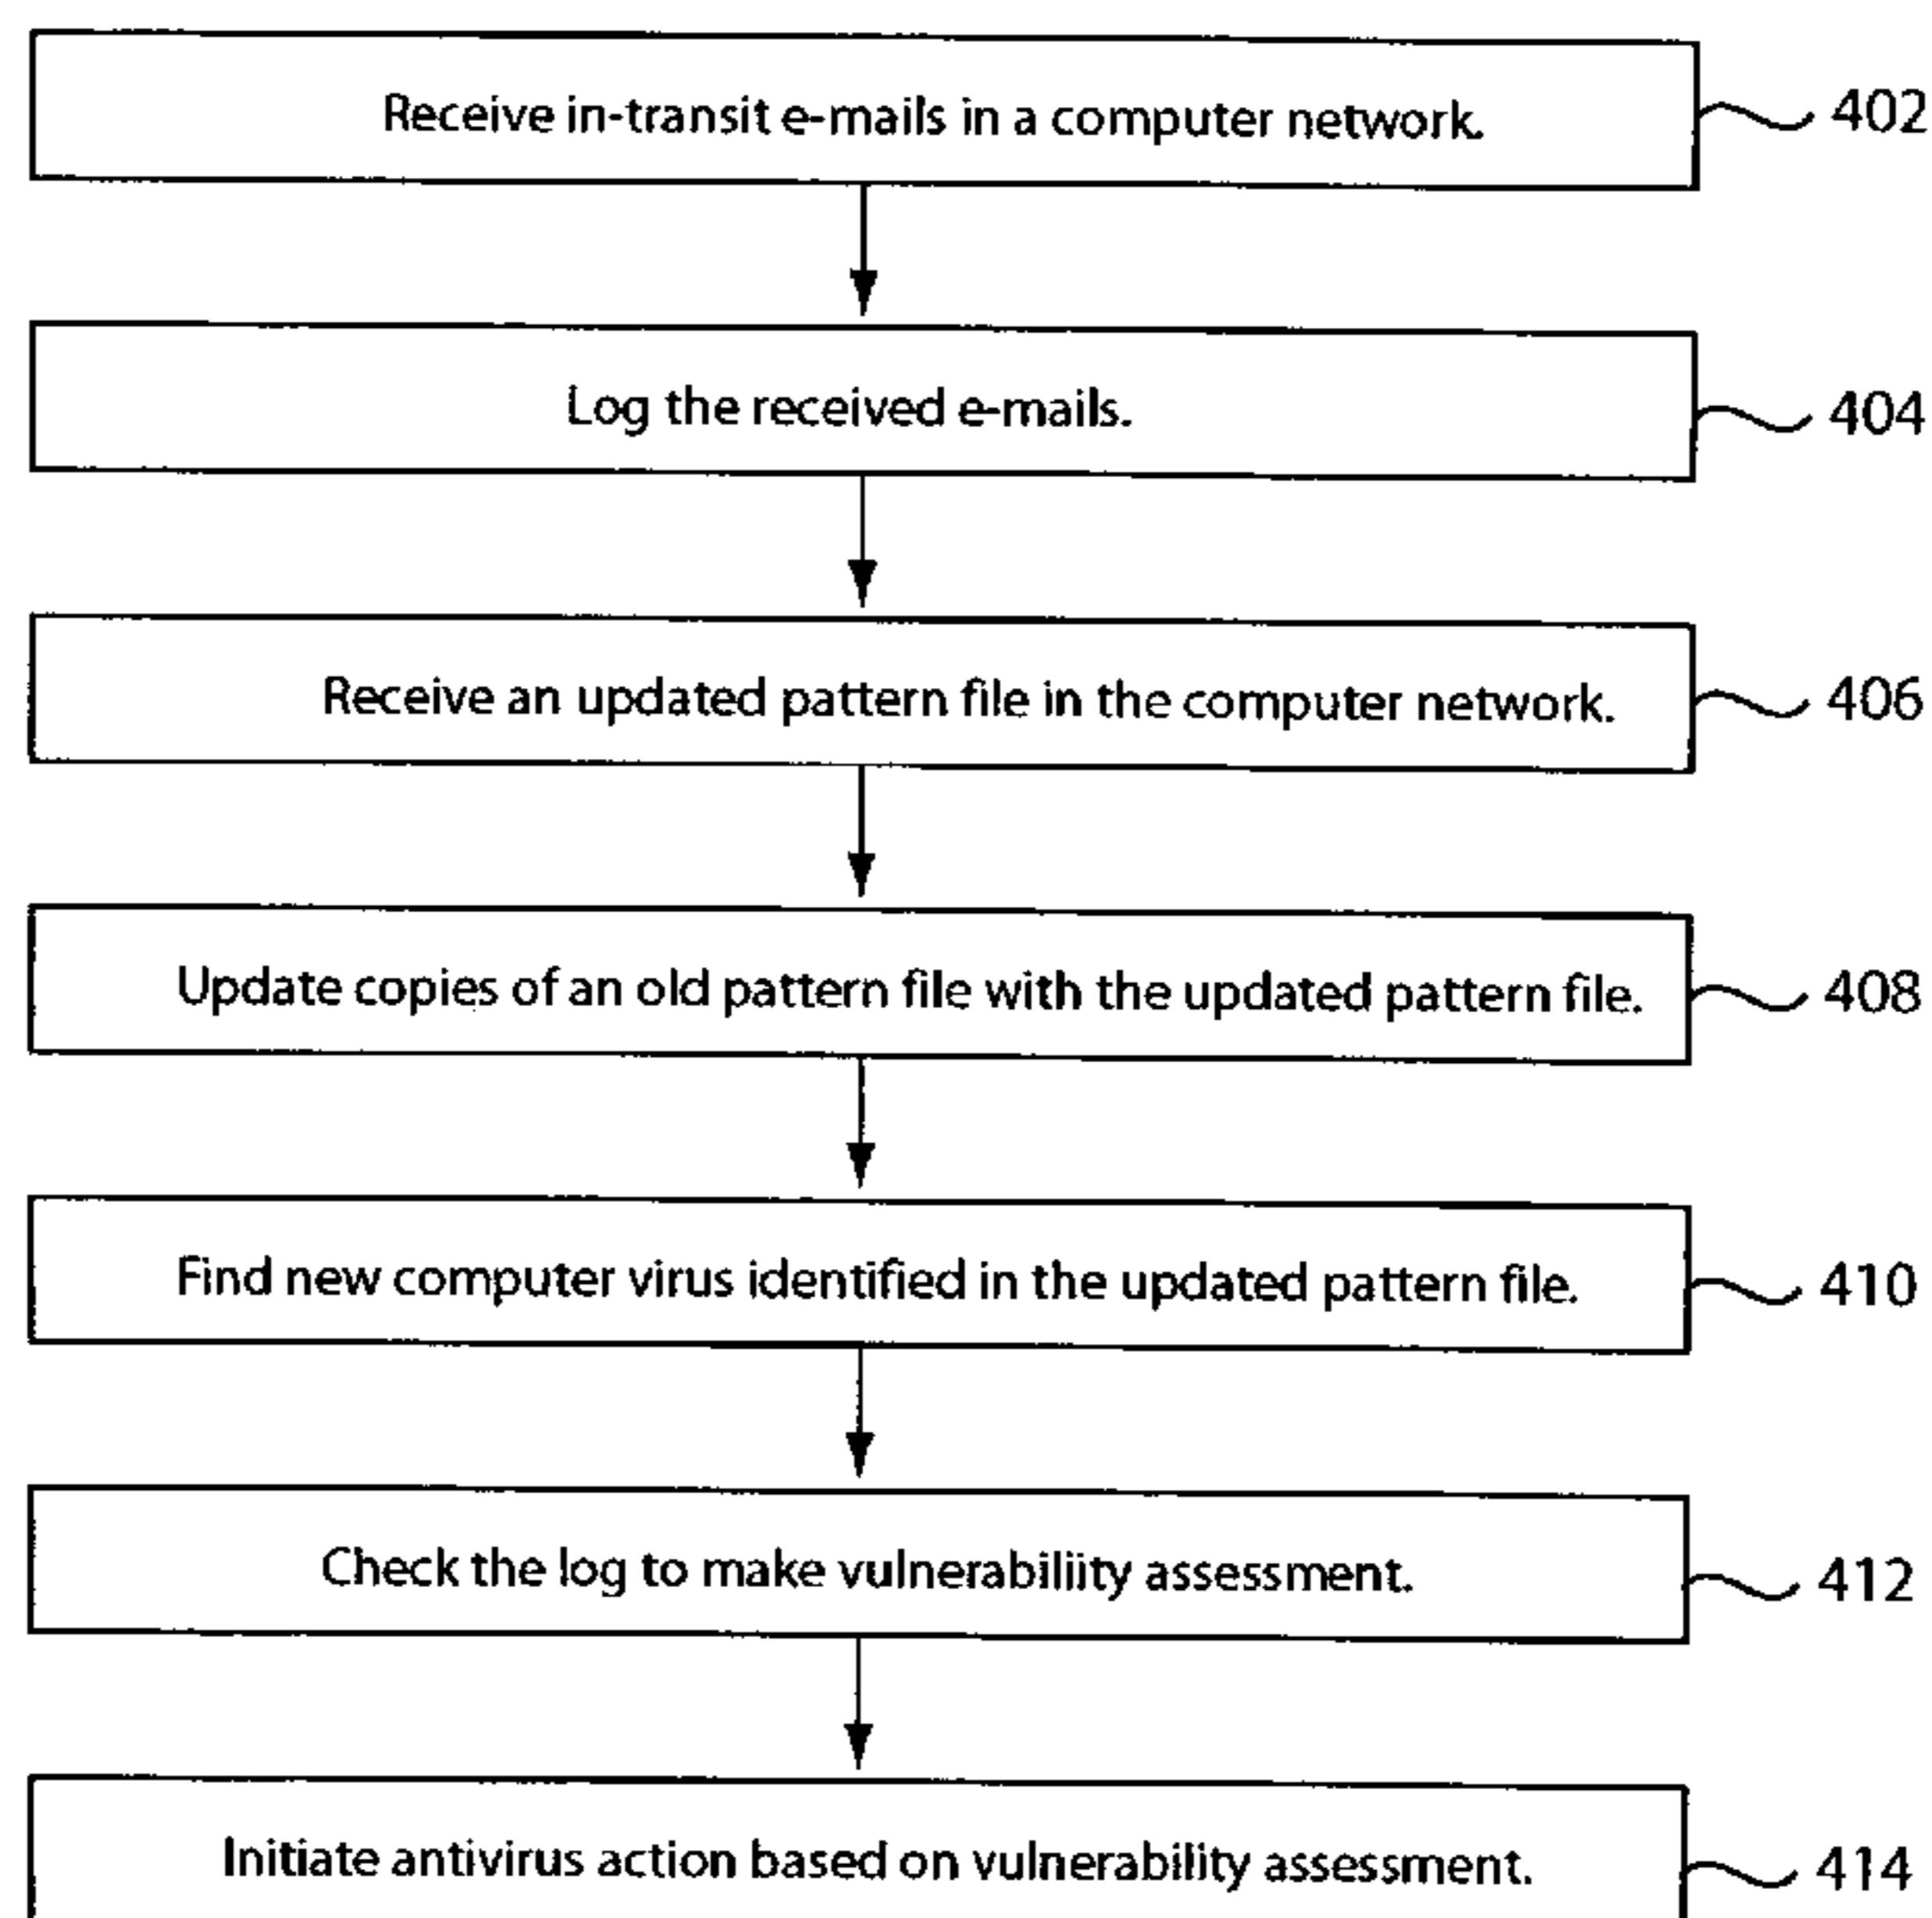 Receive in-transit e-mails in a computer network.
402
Log the received e-mails.
404
Receive an updated pattern file in the computer network.
406
Update copies of an old pattern file with the updated pattern file.
408
Find new computer virus identified in the updated pattern file.
410
Check the log to make vulnerabiliity assessment.
412
Initiate antivirus action based on vulnerability assessment.
414